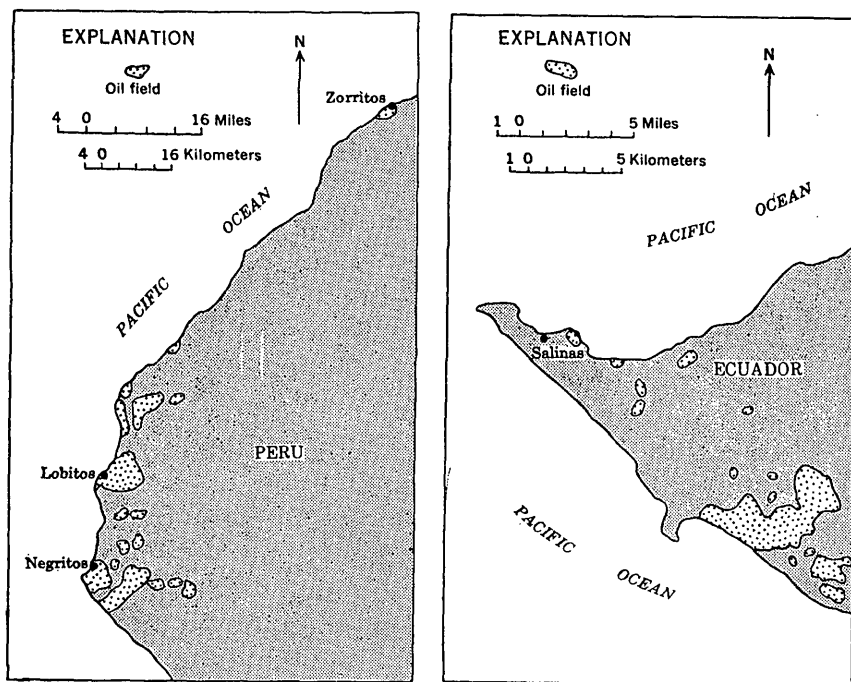 EXPLANATION
Oil field
4 0 16 Miles
4 0 16 Kilometers
N
Zorritos
PACIFIC OCEAN
PERU
Lobitos
Negritos
EXPLANATION
Oil field
1 0 5 Miles
1 0 5 Kilometers
N
PACIFIC OCEAN
Salinas
ECUADOR
PACIFIC OCEAN